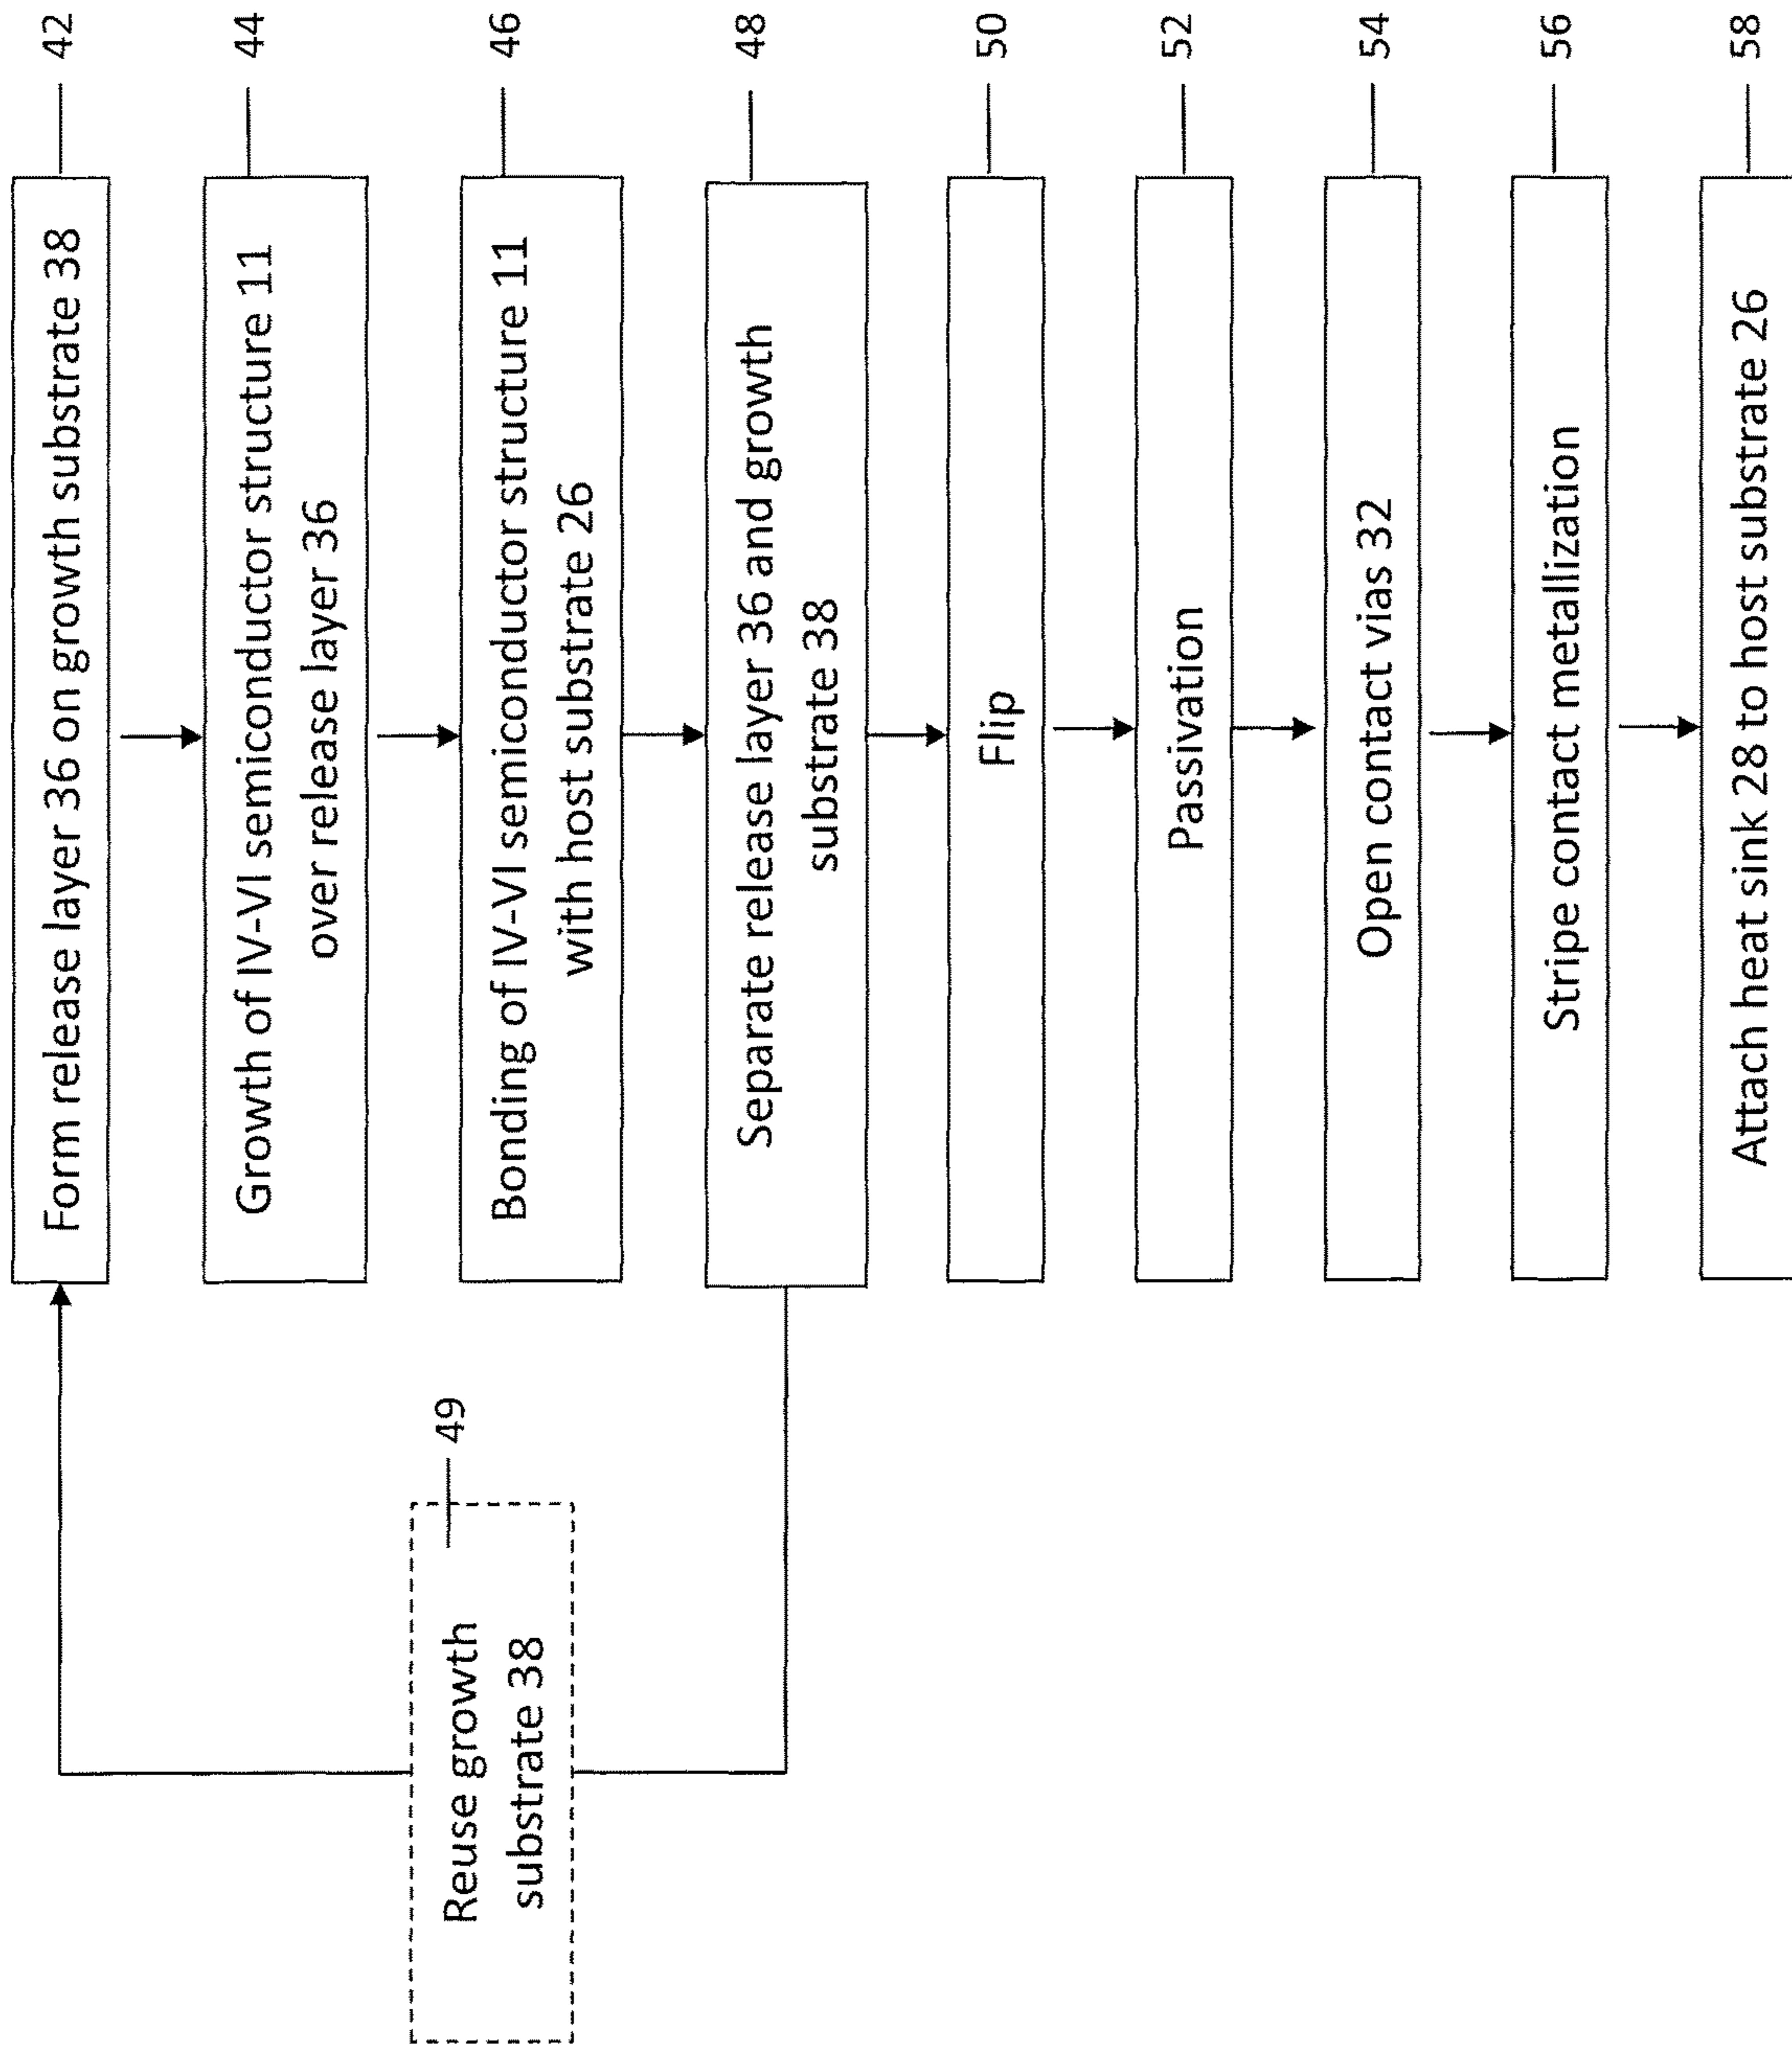 Form release layer 36 on growth substrate 38
42
Growth of IV-VI semiconductor structure 11
over release layer 36
44
Bonding of IV-VI semiconductor structure 11
with host substrate 26
46
Separate release layer 36 and growth
substrate 38
48
Reuse growth
substrate 38
49
Flip
50
Passivation
52
Open contact vias 32
54
Stripe contact metallization
56
Attach heat sink 28 to host substrate 26
58